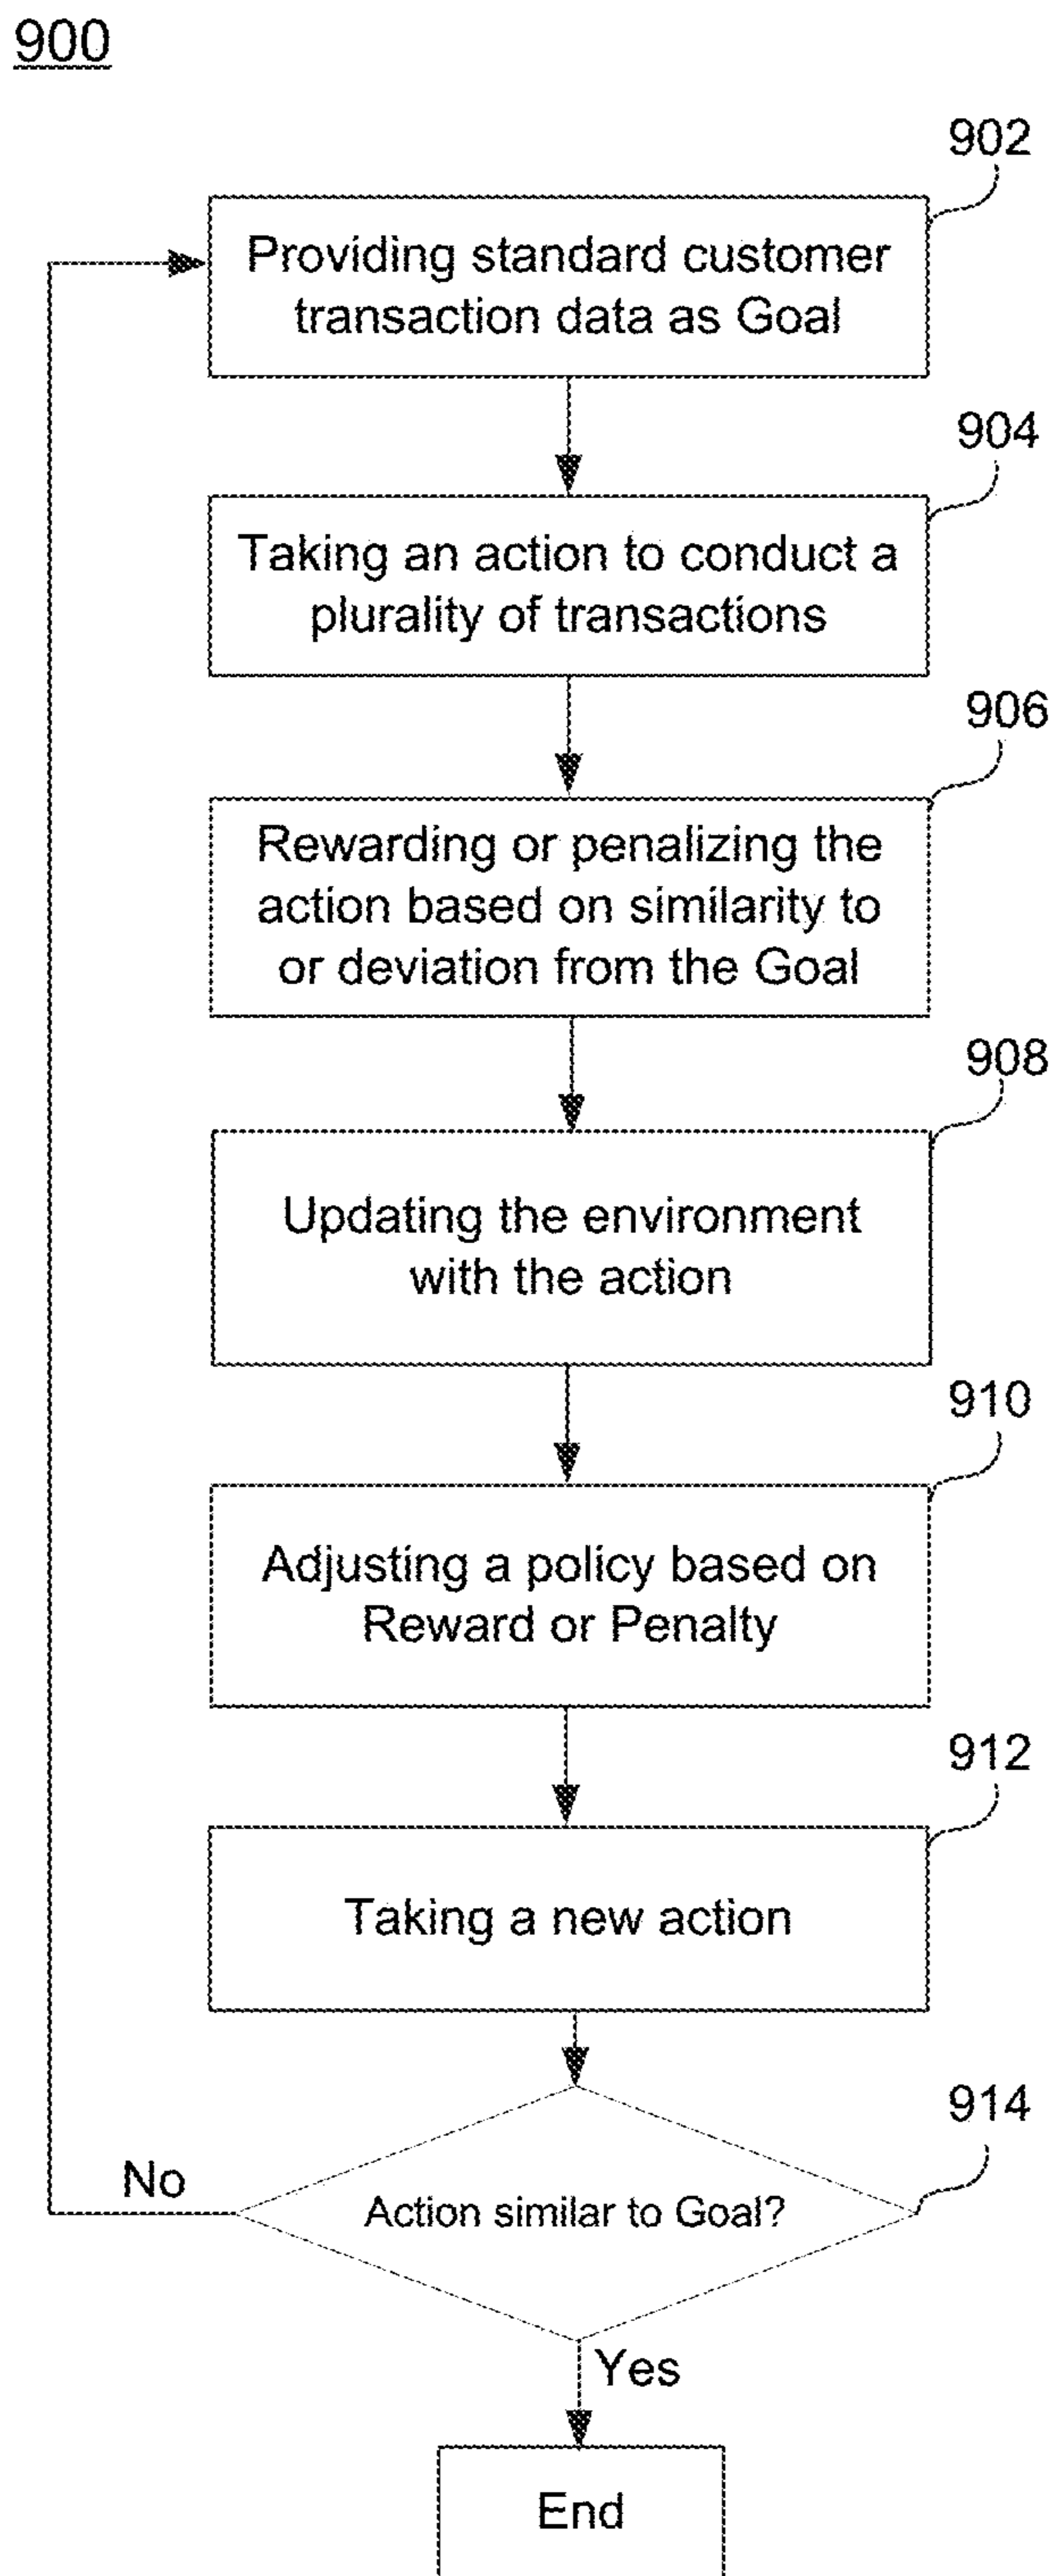 900
902
Providing standard customer
transaction data as Goal
904
Taking an action to conduct a
plurality of transactions
906
Rewarding or penalizing the
action based on similarity to
or deviation from the Goal
908
Updating the environment
with the action
910
Adjusting a policy based on
Reward or Penalty
912
Taking a new action
914
No
Action similar to Goal?
Yes
End